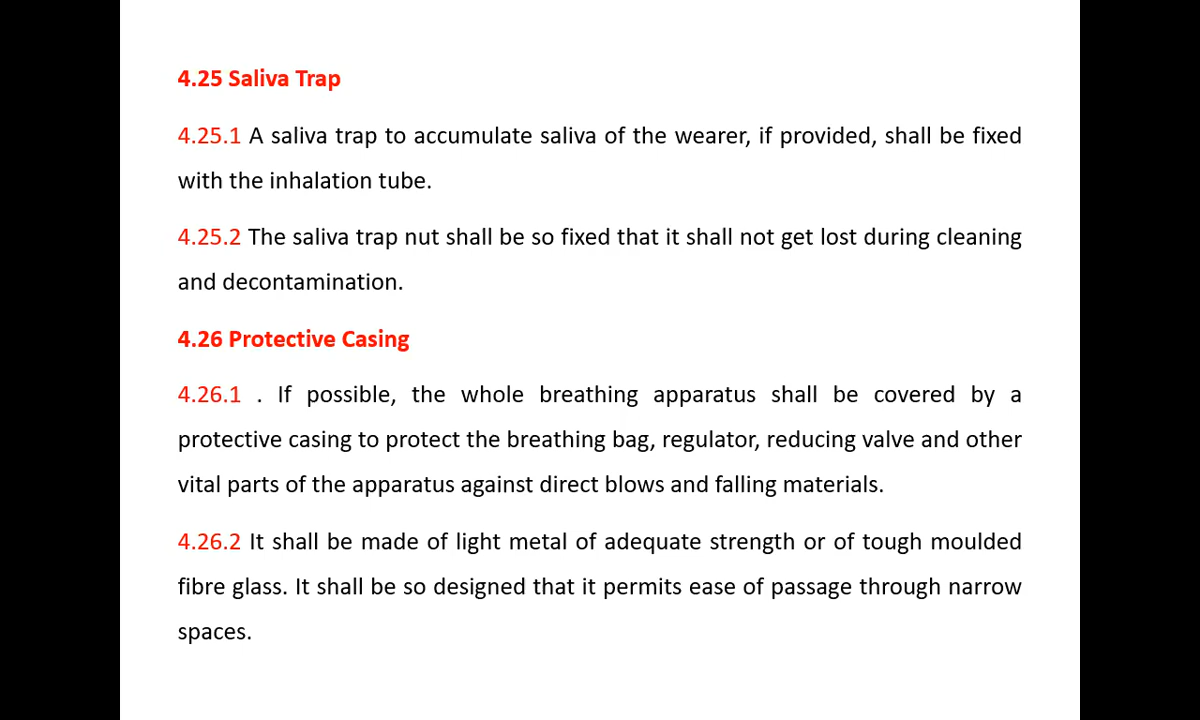 4.25 Saliva Trap
4.25.1 A saliva trap to accumulate saliva of the wearer, if provided, shall be fixed
with the inhalation tube.
4.25.2 The saliva trap nut shall be so fixed that it shall not get lost during cleaning
and decontamination.
4.26 Protective Casing
4.26.1 . If possible, the whole breathing apparatus shall be covered by a
protective casing to protect the breathing bag, regulator, reducing valve and other
vital parts of the apparatus against direct blows and falling materials.
4.26.2 It shall be made of light metal of adequate strength or of tough moulded
fibre glass. It shall be so designed that it permits ease of passage through narrow
spaces.